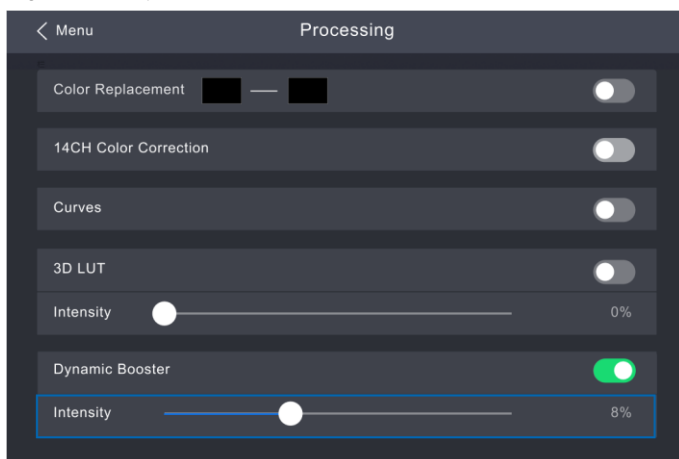 Menu
Processing
Color Replacement
14CH Color Correction
Curves
3D LUT
Intensity 0%
Dynamic Booster
Intensity 8%